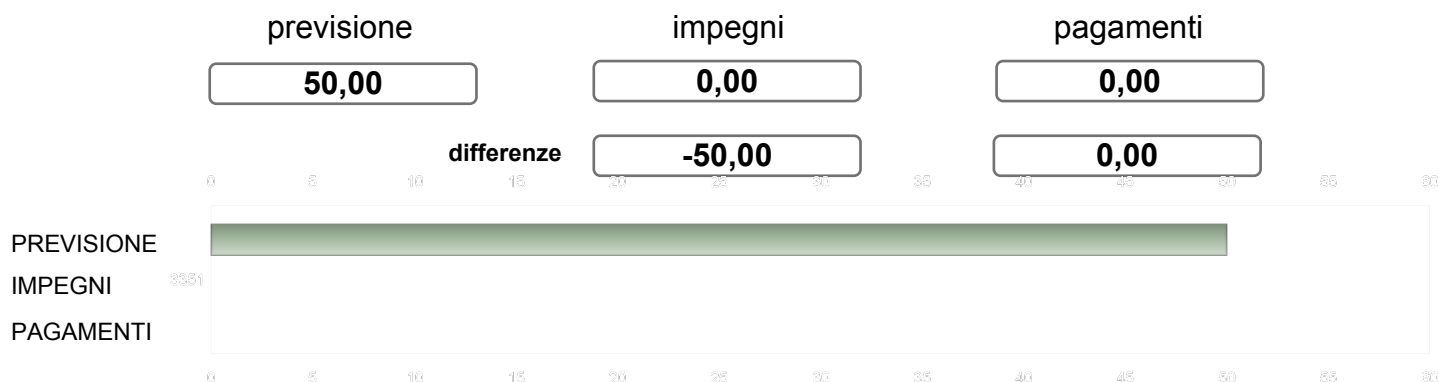 previsione impegni pagamenti
50,00 0,00 0,00
differenze -50,00 0,00
0 5 10 15 20 25 30 35 40 45 50 55 60
PREVISIONE
3351
IMPEGNI
PAGAMENTI
0 5 10 15 20 25 30 35 40 45 50 55 60